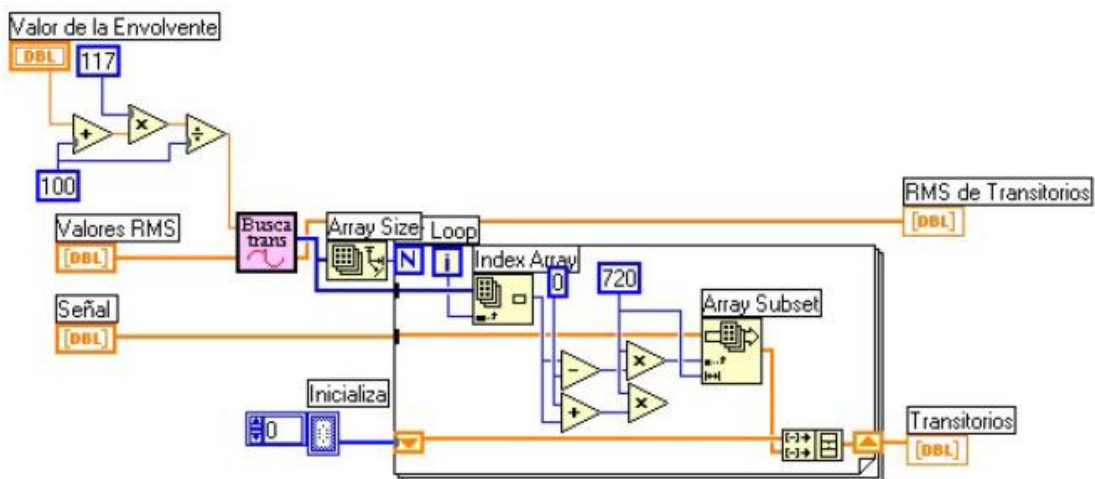 Valor de la Envolvente
DBL
117
+
x
÷
100
Valores RMS
[DBL]
Busca
trans
Array Size
Loop
N
i
Index Array
0
720
Array Subset
RMS de Transitorios
[DBL]
Señal
[DBL]
x
-
+
x
Inicializa
0
Transitorios
[DBL]